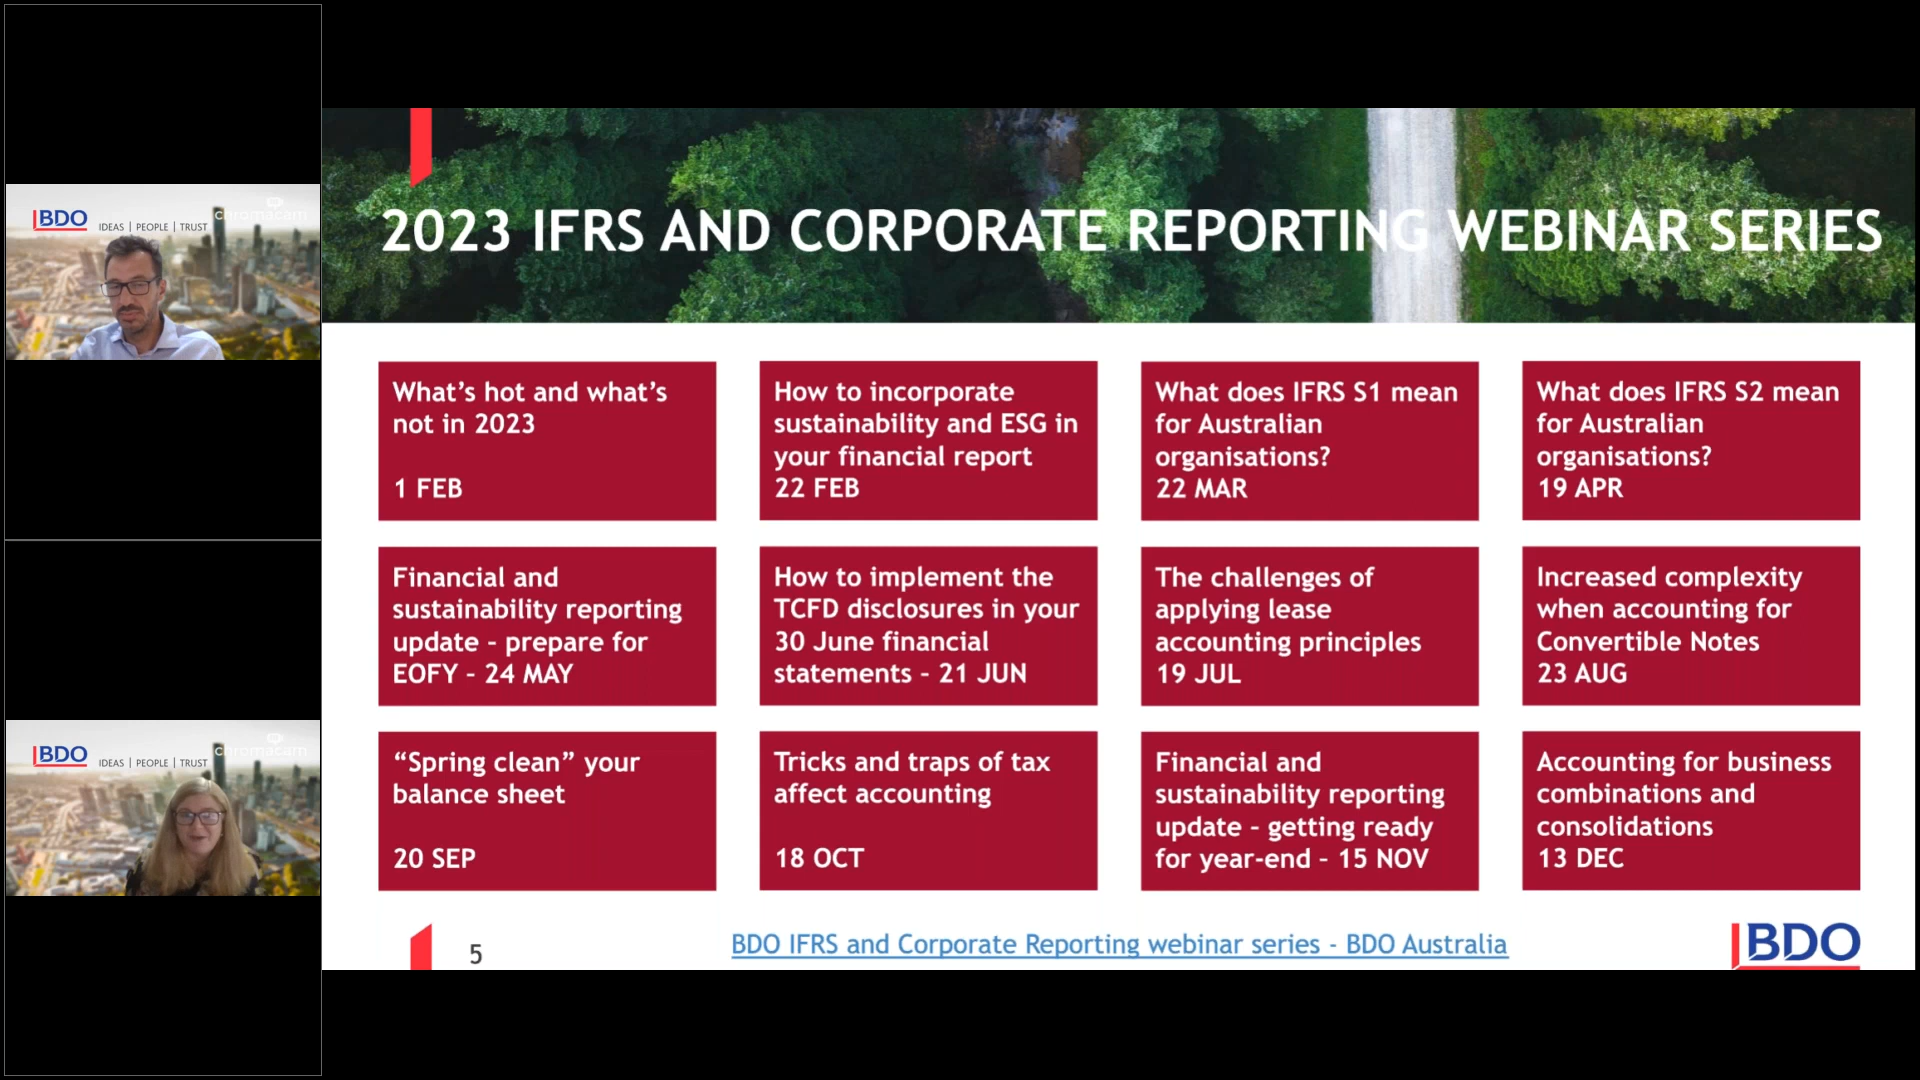 BDO
IDEAS | PEOPLE | TRUST
chromacam
BDO
IDEAS | PEOPLE | TRUST
chromacam
2023 IFRS AND CORPORATE REPORTING WEBINAR SERIES
What’s hot and what’s
not in 2023
1 FEB
How to incorporate
sustainability and ESG in
your financial report
22 FEB
What does IFRS S1 mean
for Australian
organisations?
22 MAR
What does IFRS S2 mean
for Australian
organisations?
19 APR
Financial and
sustainability reporting
update - prepare for
EOFY - 24 MAY
How to implement the
TCFD disclosures in your
30 June financial
statements - 21 JUN
The challenges of
applying lease
accounting principles
19 JUL
Increased complexity
when accounting for
Convertible Notes
23 AUG
“Spring clean” your
balance sheet
20 SEP
Tricks and traps of tax
affect accounting
18 OCT
Financial and
sustainability reporting
update - getting ready
for year-end - 15 NOV
Accounting for business
combinations and
consolidations
13 DEC
5
BDO IFRS and Corporate Reporting webinar series - BDO Australia
BDO